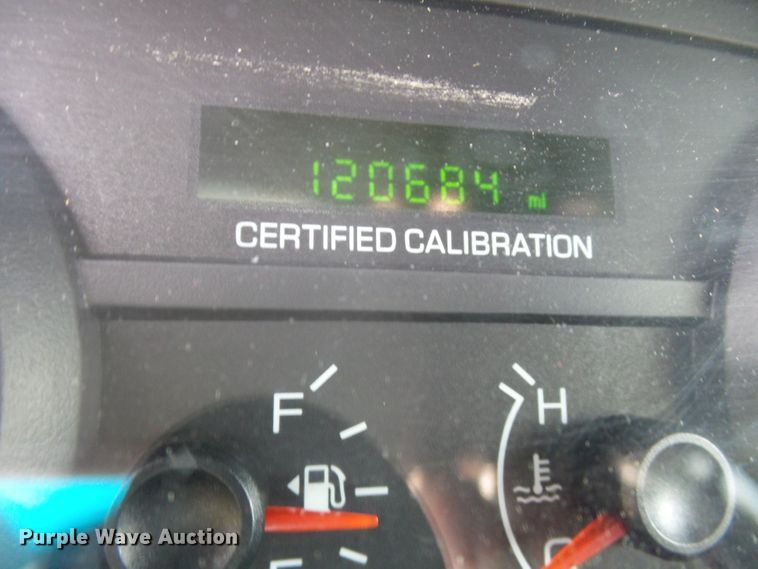 120684 mi
CERTIFIED CALIBRATION
F
H
Purple Wave Auction